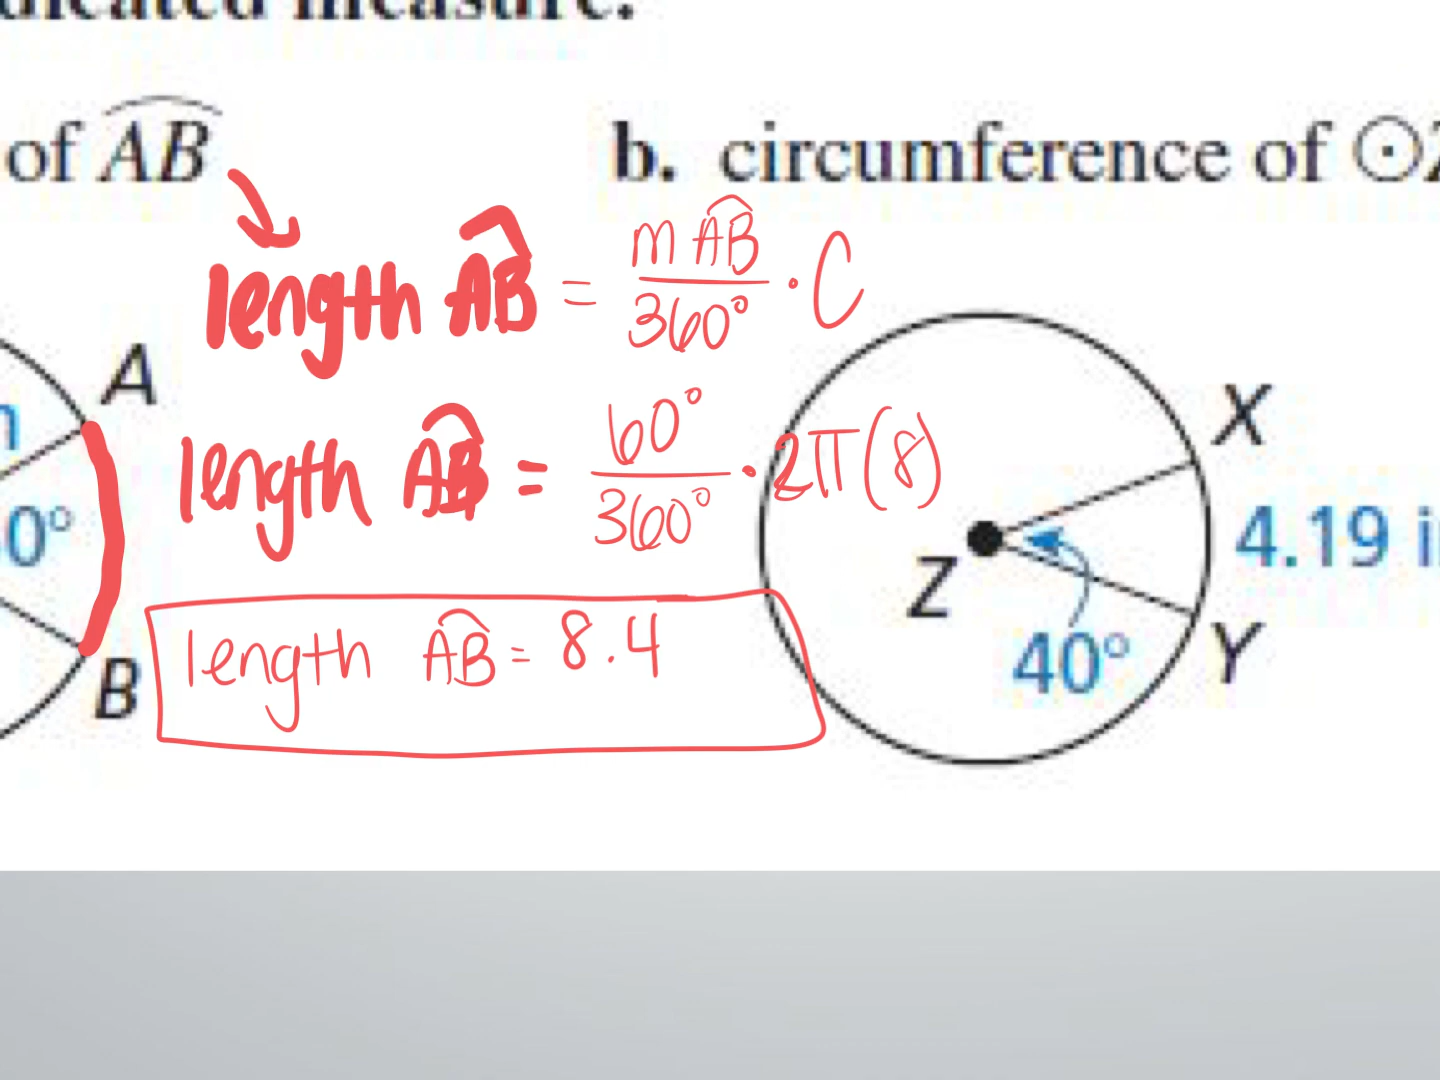 of AB
b. circumference of ⊙
length AB = m AB / 360° · C
A
X
length AB = 60° / 360° · 2π(8)
0°
4.19
Z
length AB = 8.4
40°
Y
B